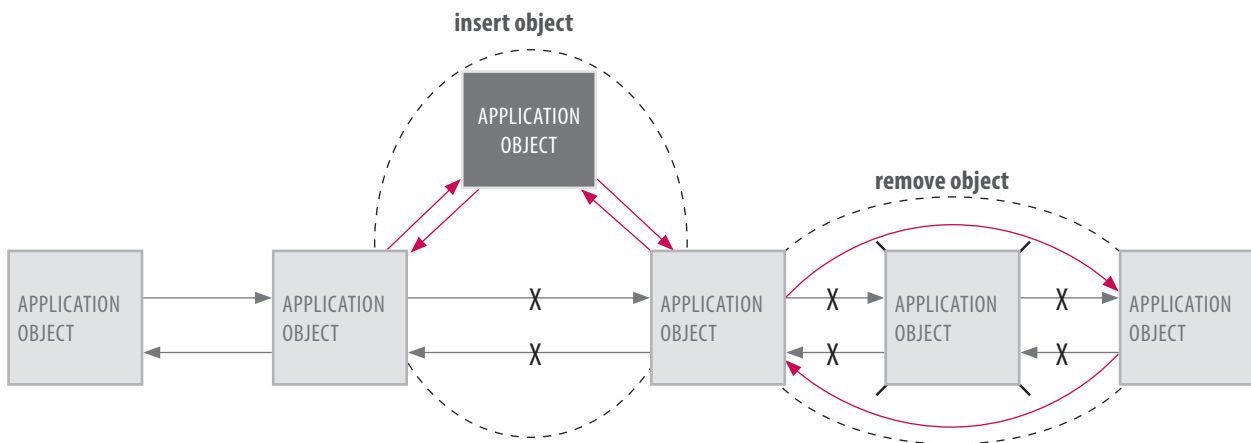 insert object
APPLICATION
OBJECT
remove object
APPLICATION
OBJECT
APPLICATION
OBJECT
X
X
APPLICATION
OBJECT
X
X
APPLICATION
OBJECT
X
X
APPLICATION
OBJECT